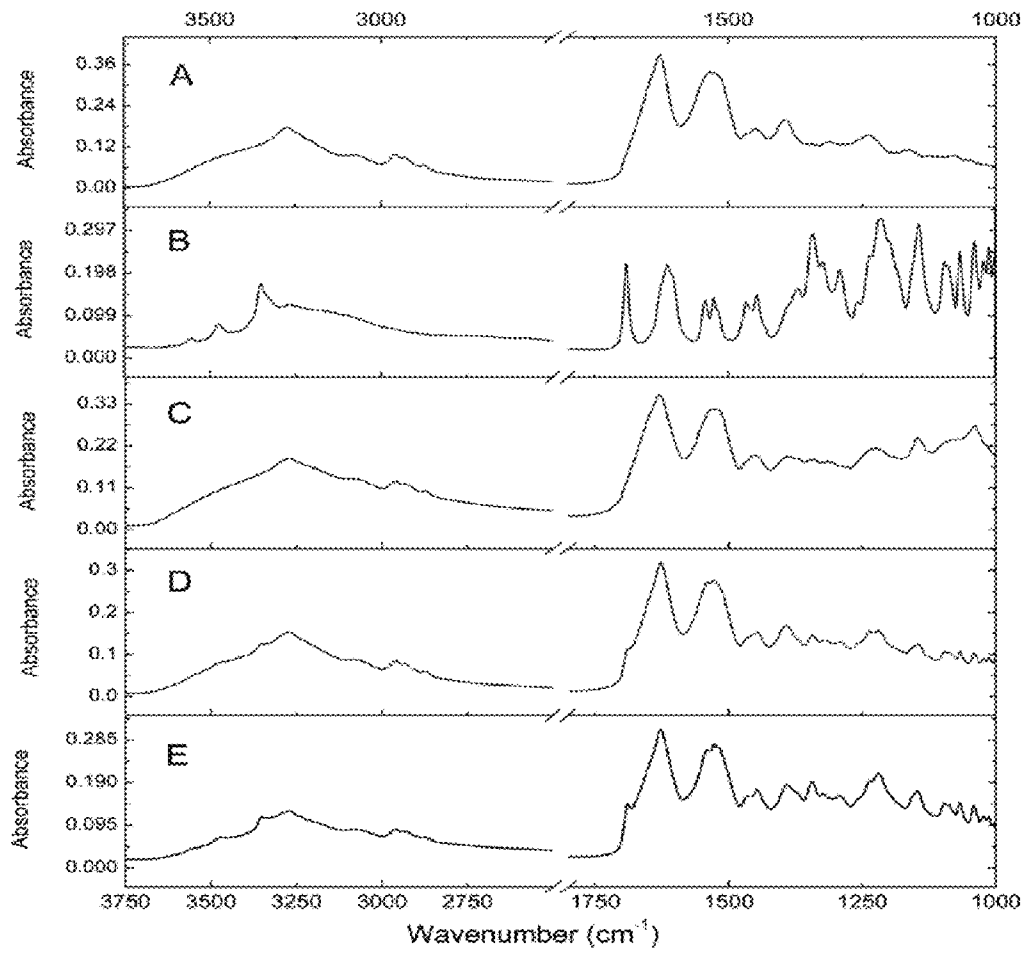 3500 3000 1500 1000
A
Absorbance
0.36
0.24
0.12
0.00
B
Absorbance
0.297
0.198
0.099
0.000
C
Absorbance
0.33
0.22
0.11
0.00
D
Absorbance
0.3
0.2
0.1
0.0
E
Absorbance
0.285
0.190
0.095
0.000
3750 3500 3250 3000 2750 1750 1500 1250 1000
Wavenumber (cm⁻¹)